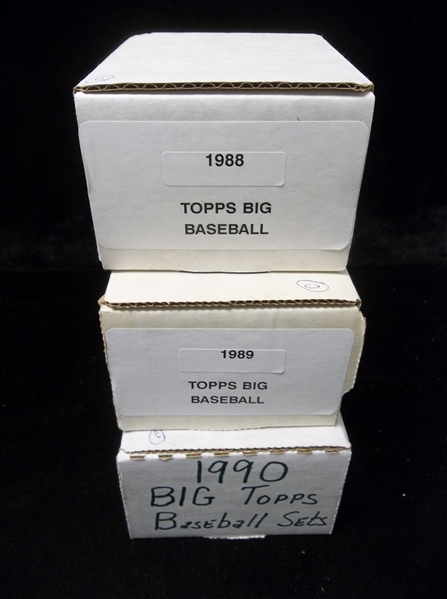 1988
TOPPS BIG
BASEBALL
1989
TOPPS BIG
BASEBALL
1990
BIG TOPPS
Baseball Sets